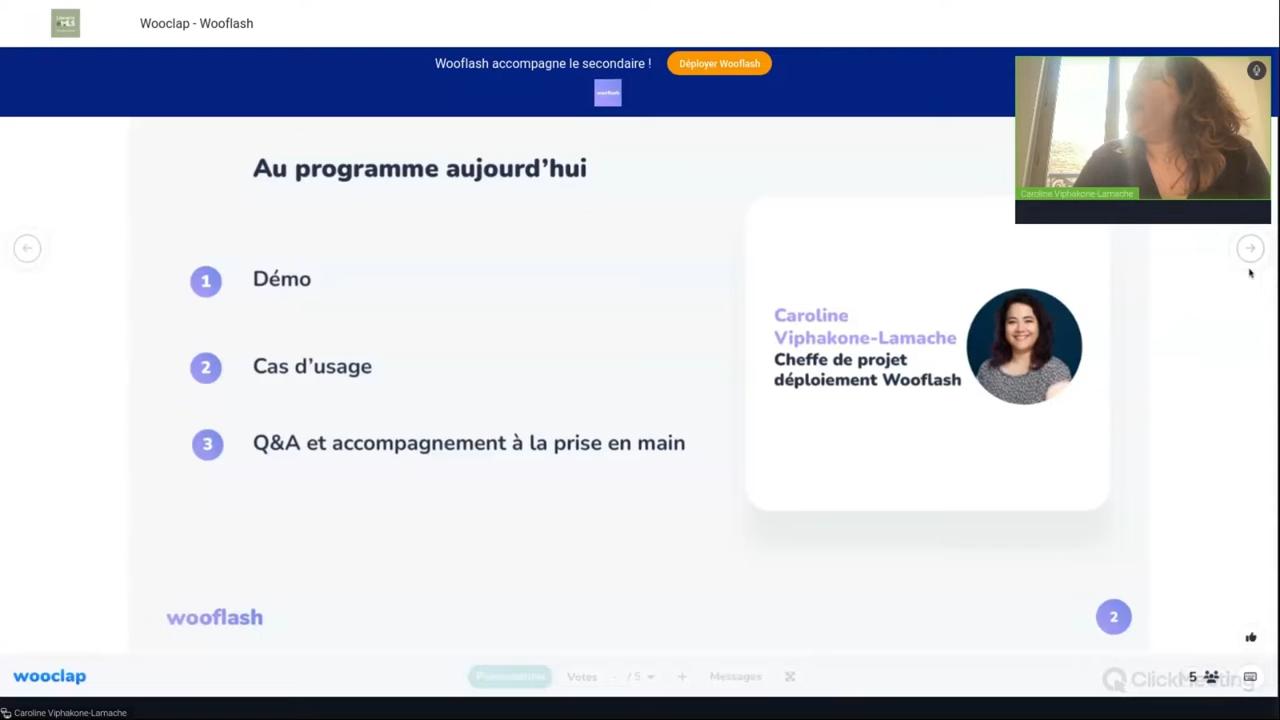 Wooclap - Wooflash
Wooflash accompagne le secondaire !
Déployer Wooflash
wooflash
Caroline Viphakone-Lamache
Au programme aujourd'hui
1 Démo
2 Cas d'usage
3 Q&A et accompagnement à la prise en main
Caroline
Viphakone-Lamache
Cheffe de projet
déploiement Wooflash
wooflash
2
wooclap
Votes - / 5
+
Messages
ClickMeeting
5
Caroline Viphakone-Lamache